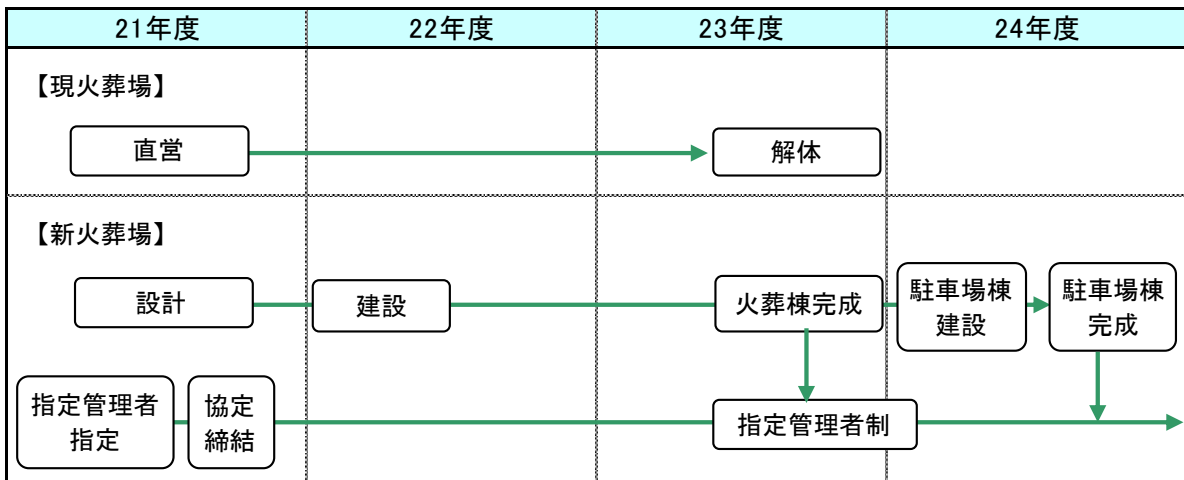 21年度
22年度
23年度
24年度
【現火葬場】
直営
解体
【新火葬場】
設計
建設
火葬棟完成
駐車場棟
建設
駐車場棟
完成
指定管理者
指定
協定
締結
指定管理者制